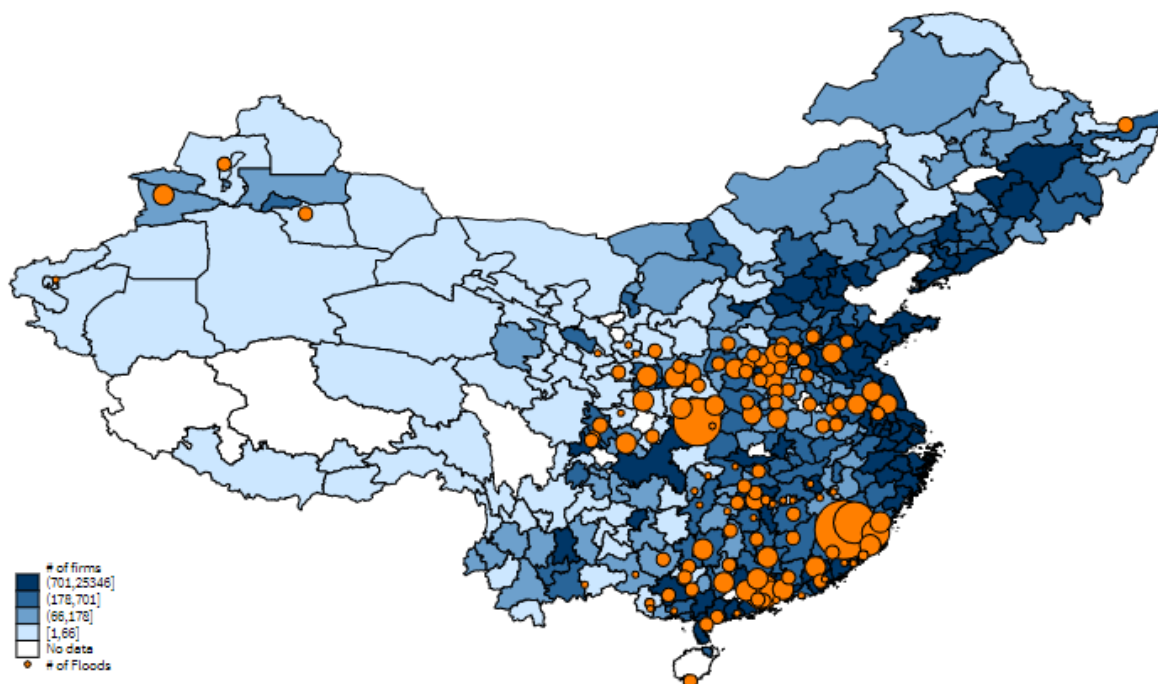 # of firms
(701,25346]
(178,701]
(66,178]
[1,66]
No data
# of Floods